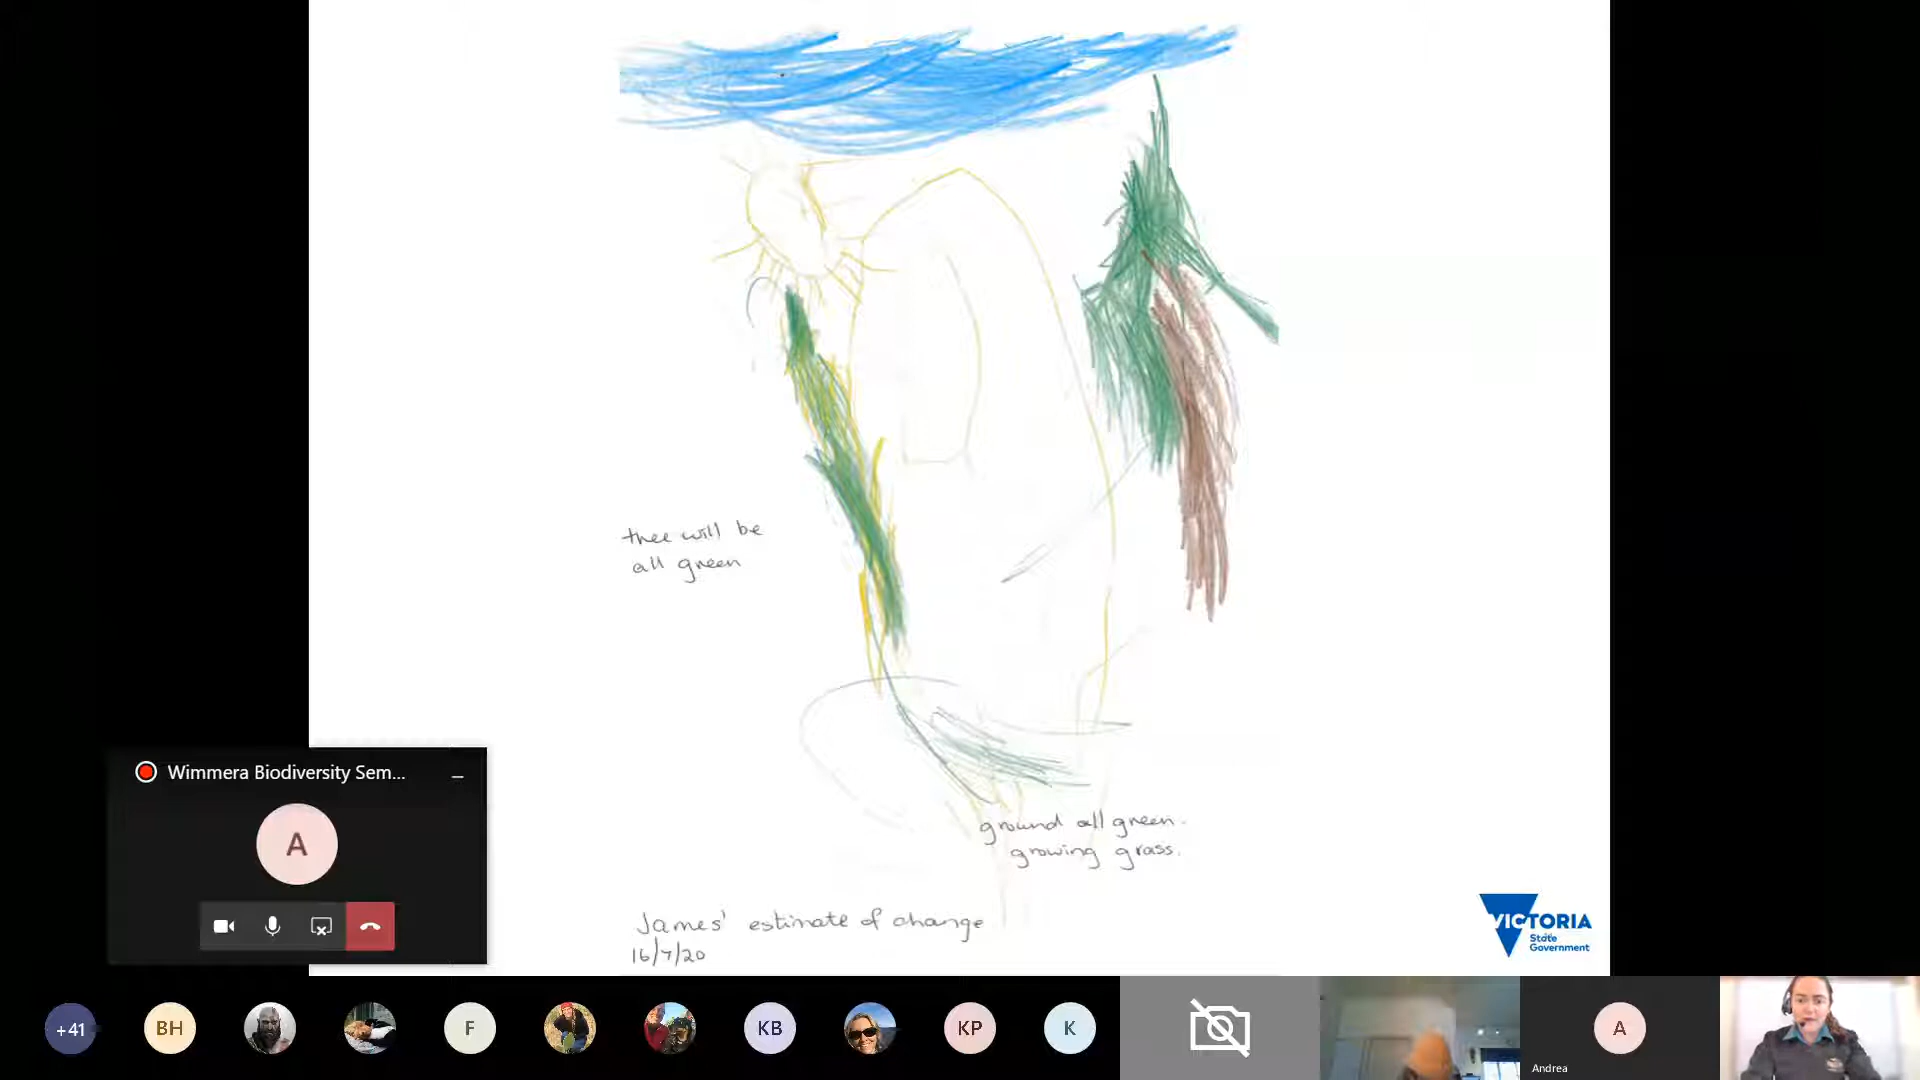 thee will be
all green
ground all green.
growing grass.
James' estimate of change
16/7/20
VICTORIA
State
Government
Wimmera Biodiversity Sem...
A
+41
BH
F
KB
KP
K
A
Andrea